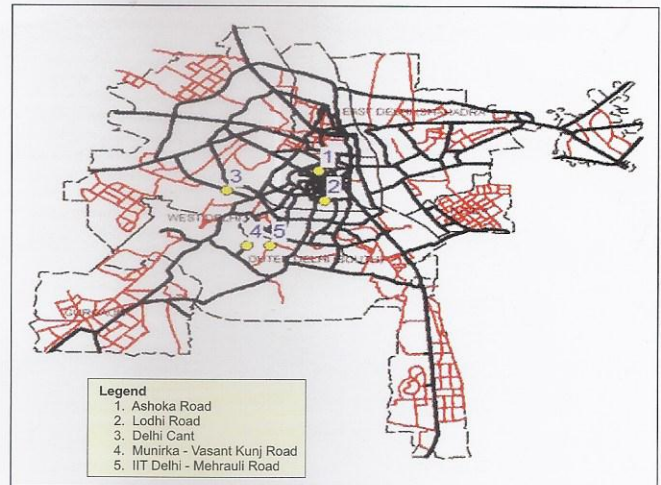 EAST DELHI (SHAHADRA)
1
2
3
WEST DELHI
4 5
OUTER DELHI (SOUTH)
GURGAON
Legend
1. Ashoka Road
2. Lodhi Road
3. Delhi Cant
4. Munirka - Vasant Kunj Road
5. IIT Delhi - Mehrauli Road